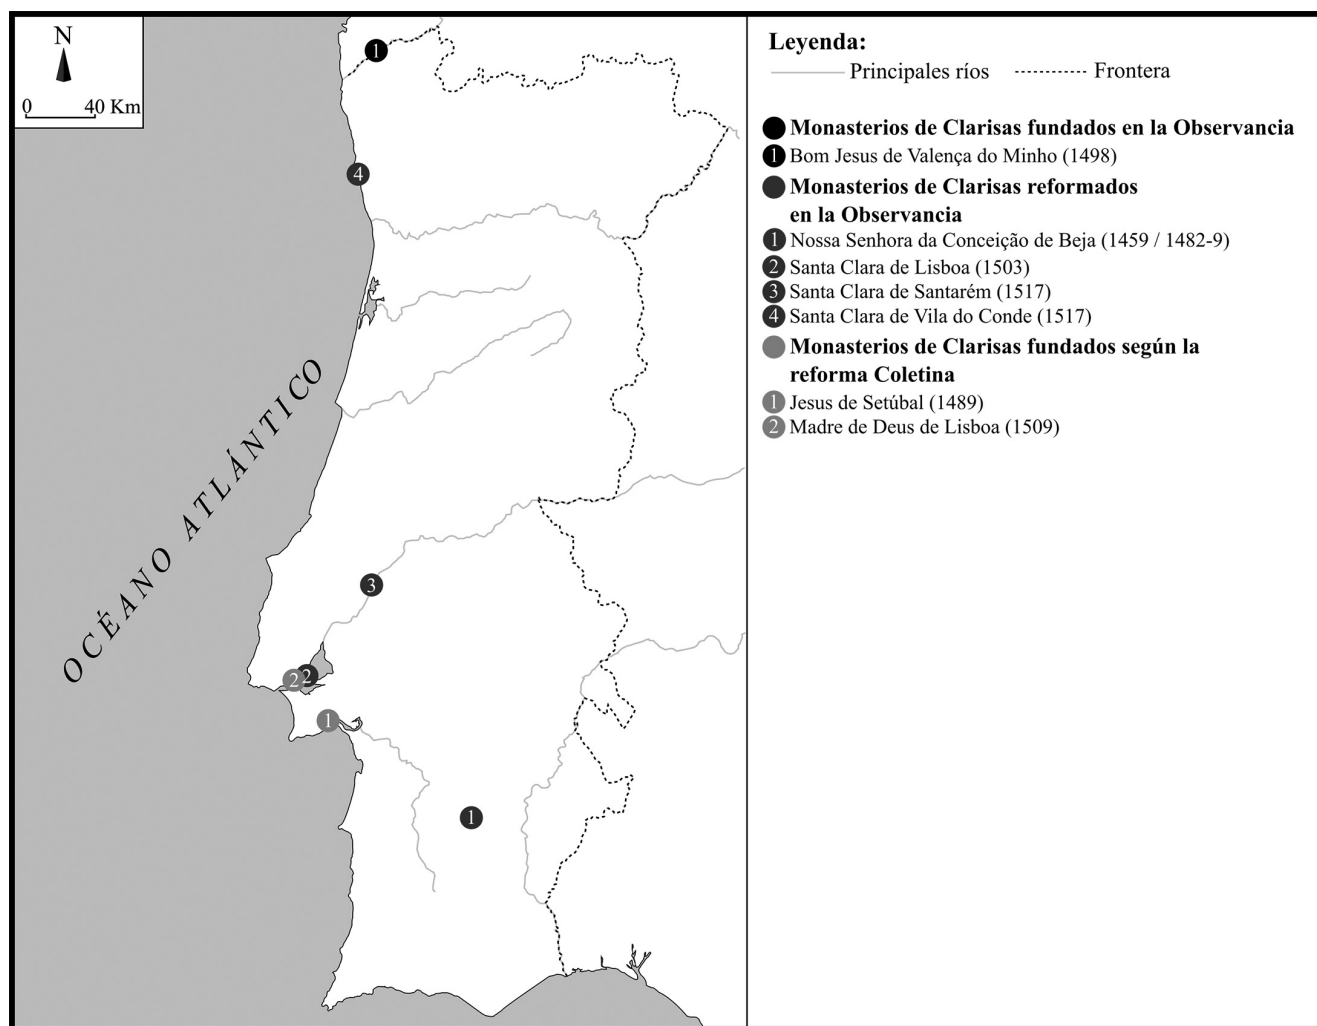 N
0 40 Km
OCÉANO ATLÁNTICO
1
4
3
2
2
1
1
Leyenda:
Principales ríos
Frontera
Monasterios de Clarisas fundados en la Observancia
1 Bom Jesus de Valença do Minho (1498)
Monasterios de Clarisas reformados
en la Observancia
1 Nossa Senhora da Conceição de Beja (1459 / 1482-9)
2 Santa Clara de Lisboa (1503)
3 Santa Clara de Santarém (1517)
4 Santa Clara de Vila do Conde (1517)
Monasterios de Clarisas fundados según la
reforma Coletina
1 Jesus de Setúbal (1489)
2 Madre de Deus de Lisboa (1509)